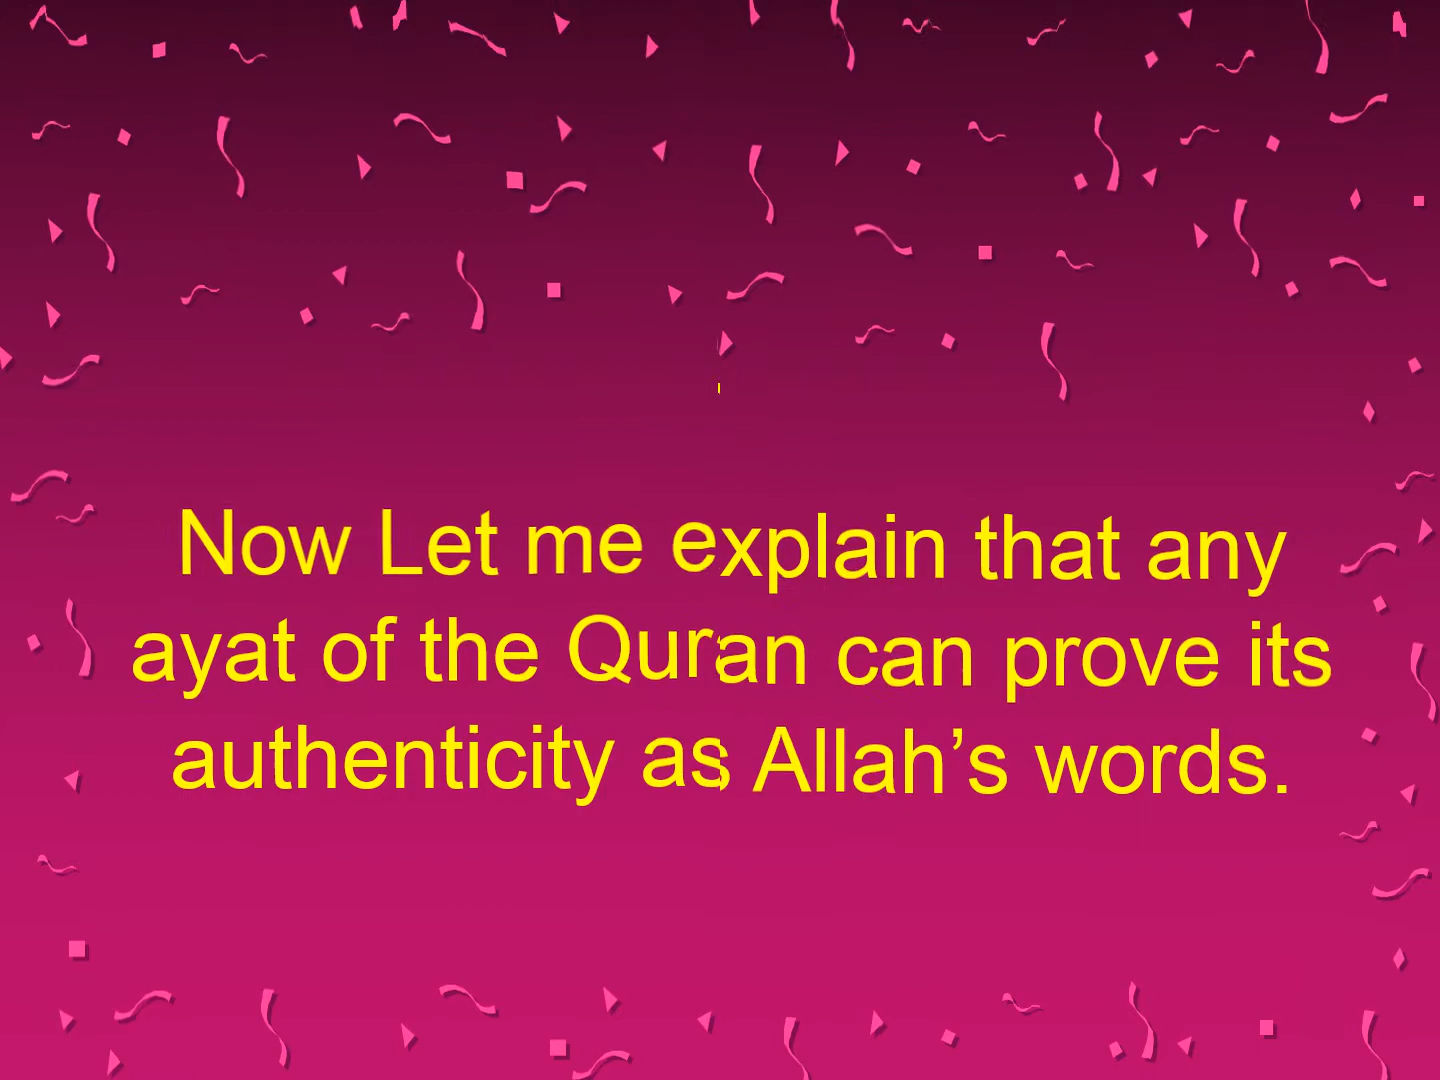 Now Let me explain that any
ayat of the Quran can prove its
authenticity as Allah’s words.